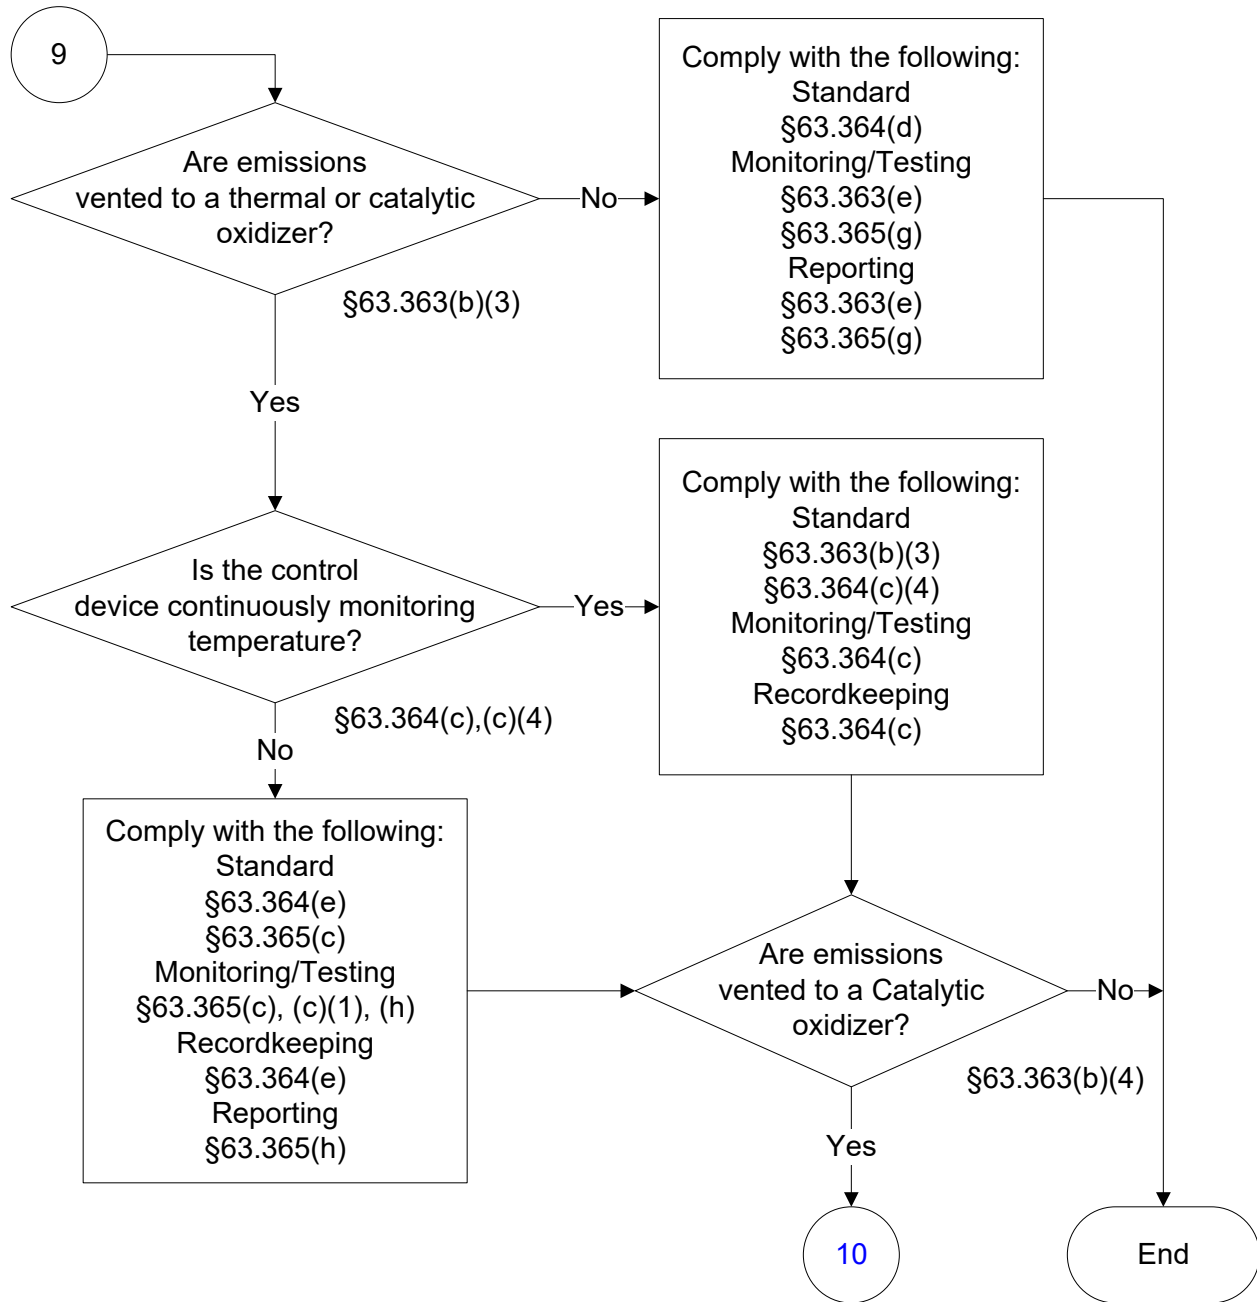 9
Are emissions
vented to a thermal or catalytic
oxidizer?
No
§63.363(b)(3)
Comply with the following:
Standard
§63.364(d)
Monitoring/Testing
§63.363(e)
§63.365(g)
Reporting
§63.363(e)
§63.365(g)
Yes
Is the control
device continuously monitoring
temperature?
Yes
§63.364(c),(c)(4)
Comply with the following:
Standard
§63.363(b)(3)
§63.364(c)(4)
Monitoring/Testing
§63.364(c)
Recordkeeping
§63.364(c)
No
Comply with the following:
Standard
§63.364(e)
§63.365(c)
Monitoring/Testing
§63.365(c), (c)(1), (h)
Recordkeeping
§63.364(e)
Reporting
§63.365(h)
Are emissions
vented to a Catalytic
oxidizer?
No
§63.363(b)(4)
Yes
10
End